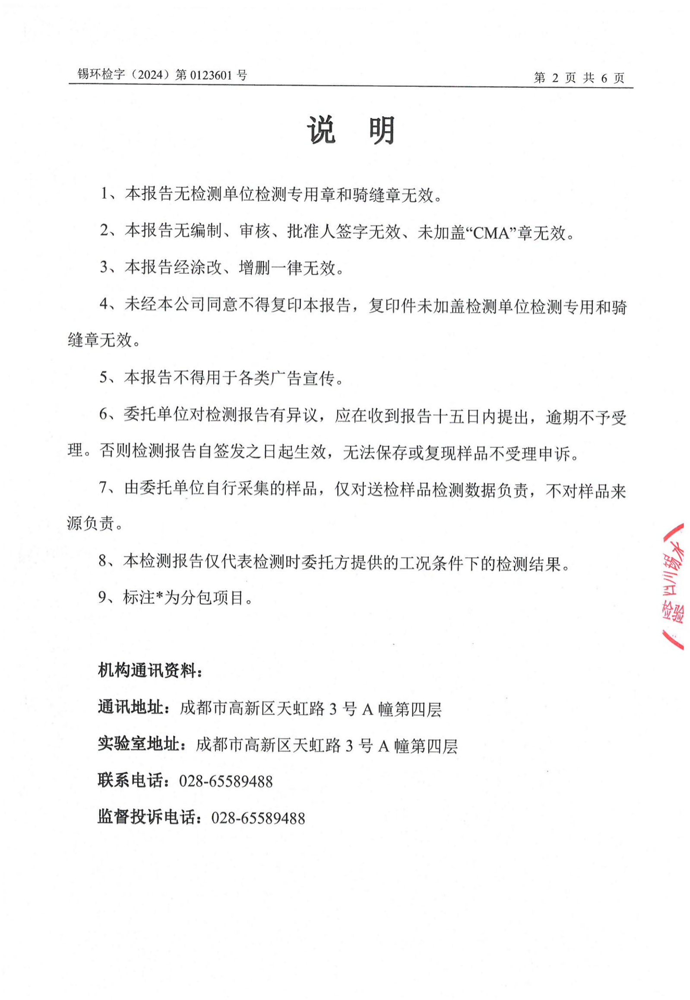 锡环检字（2024）第 0123601 号
第 2 页 共 6 页
说 明
1、本报告无检测单位检测专用章和骑缝章无效。
2、本报告无编制、审核、批准人签字无效、未加盖“CMA”章无效。
3、本报告经涂改、增删一律无效。
4、未经本公司同意不得复印本报告，复印件未加盖检测单位检测专用和骑
缝章无效。
5、本报告不得用于各类广告宣传。
6、委托单位对检测报告有异议，应在收到报告十五日内提出，逾期不予受
理。否则检测报告自签发之日起生效，无法保存或复现样品不受理申诉。
7、由委托单位自行采集的样品，仅对送检样品检测数据负责，不对样品来
源负责。
8、本检测报告仅代表检测时委托方提供的工况条件下的检测结果。
9、标注*为分包项目。
机构通讯资料：
通讯地址：成都市高新区天虹路 3 号 A 幢第四层
实验室地址：成都市高新区天虹路 3 号 A 幢第四层
联系电话：028-65589488
监督投诉电话：028-65589488
四川锡水
检验